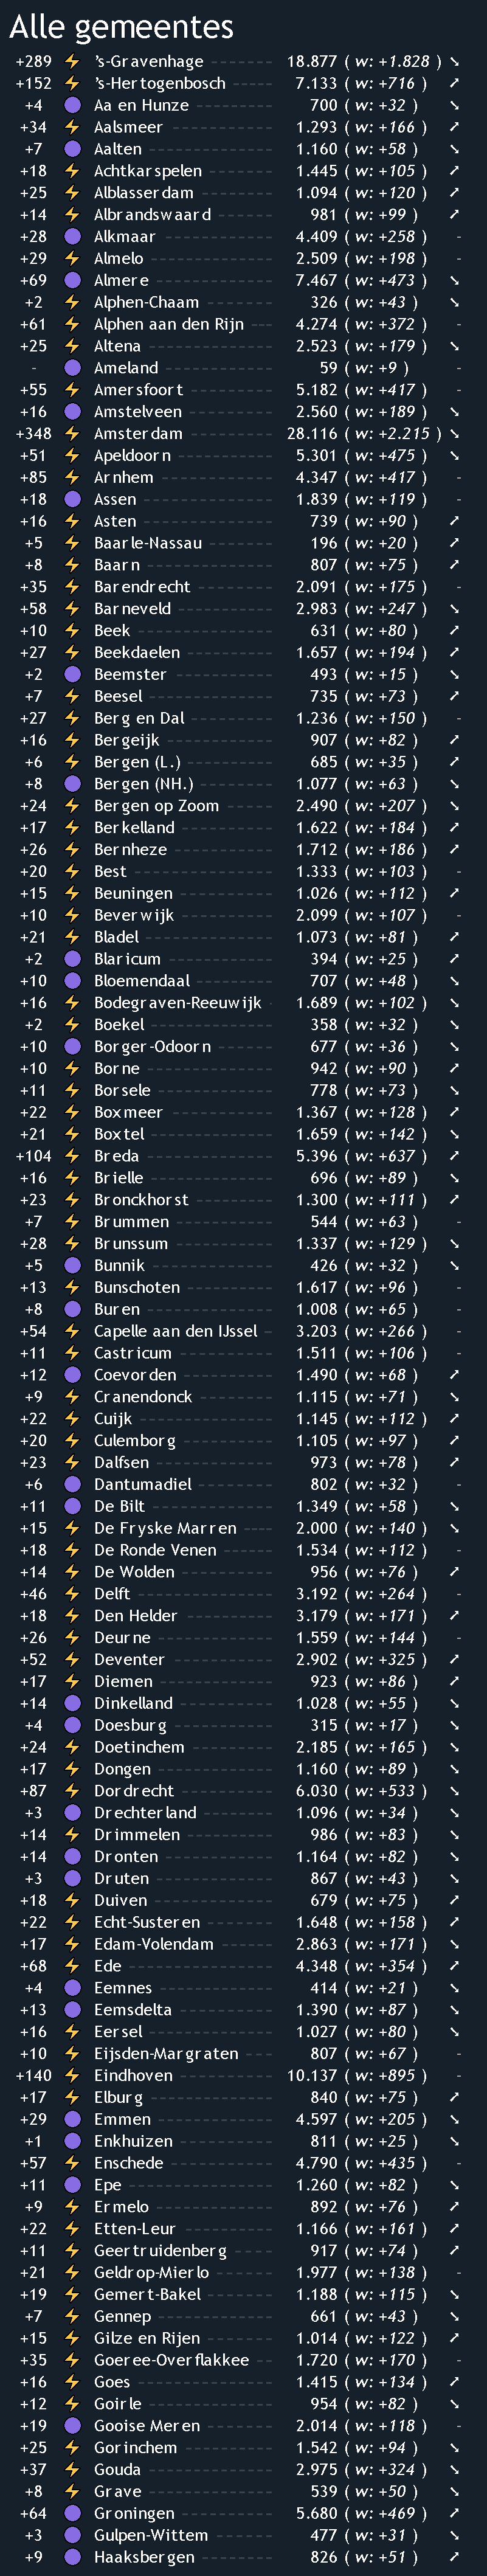 Alle gemeentes
+289 ⚡ 's-Gravenhage 18.877 ( w: +1.828 ) ↘
+152 ⚡ 's-Hertogenbosch 7.133 ( w: +716 ) ↗
+4 Aa en Hunze 700 ( w: +32 ) ↘
+34 ⚡ Aalsmeer 1.293 ( w: +166 ) ↗
+7 Aalten 1.160 ( w: +58 ) ↘
+18 ⚡ Achtkarspelen 1.445 ( w: +105 ) ↗
+25 ⚡ Alblasserdam 1.094 ( w: +120 ) ↗
+14 ⚡ Albrandswaard 981 ( w: +99 ) ↗
+28 Alkmaar 4.409 ( w: +258 ) -
+29 ⚡ Almelo 2.509 ( w: +198 ) -
+69 Almere 7.467 ( w: +473 ) ↘
+2 ⚡ Alphen-Chaam 326 ( w: +43 ) ↘
+61 ⚡ Alphen aan den Rijn 4.274 ( w: +372 ) -
+25 ⚡ Altena 2.523 ( w: +179 ) ↘
- Ameland 59 ( w: +9 ) -
+55 ⚡ Amersfoort 5.182 ( w: +417 ) -
+16 Amstelveen 2.560 ( w: +189 ) ↘
+348 ⚡ Amsterdam 28.116 ( w: +2.215 ) ↘
+51 ⚡ Apeldoorn 5.301 ( w: +475 ) ↘
+85 ⚡ Arnhem 4.347 ( w: +417 ) -
+18 Assen 1.839 ( w: +119 ) ↗
+16 ⚡ Asten 739 ( w: +90 ) ↗
+5 ⚡ Baarle-Nassau 196 ( w: +20 ) ↗
+8 ⚡ Baarn 807 ( w: +75 ) ↗
+35 ⚡ Barendrecht 2.091 ( w: +175 ) -
+58 ⚡ Barneveld 2.983 ( w: +247 ) ↘
+10 ⚡ Beek 631 ( w: +80 ) ↗
+27 ⚡ Beekdaelen 1.657 ( w: +194 ) ↗
+2 Beemster 493 ( w: +15 ) ↘
+7 ⚡ Beesel 735 ( w: +73 ) ↗
+27 ⚡ Berg en Dal 1.236 ( w: +150 ) -
+16 ⚡ Bergeijk 907 ( w: +82 ) ↗
+6 ⚡ Bergen (L.) 685 ( w: +35 ) ↗
+8 Bergen (NH.) 1.077 ( w: +63 ) ↘
+24 ⚡ Bergen op Zoom 2.490 ( w: +207 ) ↘
+17 ⚡ Berkelland 1.622 ( w: +184 ) ↗
+26 ⚡ Bernheze 1.712 ( w: +186 ) ↗
+20 ⚡ Best 1.333 ( w: +103 ) -
+15 ⚡ Beuningen 1.026 ( w: +112 ) ↗
+10 ⚡ Beverwijk 2.099 ( w: +107 ) -
+21 ⚡ Bladel 1.073 ( w: +81 ) ↗
+2 Blaricum 394 ( w: +25 ) ↗
+10 Bloemendaal 707 ( w: +48 ) ↘
+16 ⚡ Bodegraven-Reeuwijk 1.689 ( w: +102 ) ↘
+2 ⚡ Boekel 358 ( w: +32 ) ↘
+10 Borger-Odoorn 677 ( w: +36 ) ↘
+10 ⚡ Borne 942 ( w: +90 ) ↗
+11 ⚡ Borsele 778 ( w: +73 ) ↘
+22 ⚡ Boxmeer 1.367 ( w: +128 ) ↗
+21 ⚡ Boxtel 1.659 ( w: +142 ) ↘
+104 ⚡ Breda 5.396 ( w: +637 ) ↗
+16 ⚡ Brielle 696 ( w: +89 ) ↘
+23 ⚡ Bronckhorst 1.300 ( w: +111 ) ↗
+7 ⚡ Brummen 544 ( w: +63 ) -
+28 ⚡ Brunssum 1.337 ( w: +129 ) ↘
+5 Bunnik 426 ( w: +32 ) ↘
+13 ⚡ Bunschoten 1.617 ( w: +96 ) -
+8 Buren 1.008 ( w: +65 ) -
+54 ⚡ Capelle aan den IJssel 3.203 ( w: +266 ) -
+11 ⚡ Castricum 1.511 ( w: +106 ) -
+12 Coevorden 1.490 ( w: +68 ) ↗
+9 ⚡ Cranendonck 1.115 ( w: +71 ) ↘
+22 ⚡ Cuijk 1.145 ( w: +112 ) ↗
+20 ⚡ Culemborg 1.105 ( w: +97 ) ↗
+23 ⚡ Dalfsen 973 ( w: +78 ) ↗
+6 Dantumadiel 802 ( w: +32 ) -
+11 De Bilt 1.349 ( w: +58 ) ↘
+15 ⚡ De Fryske Marren 2.000 ( w: +140 ) ↘
+18 ⚡ De Ronde Venen 1.534 ( w: +112 ) -
+14 ⚡ De Wolden 956 ( w: +76 ) ↗
+46 ⚡ Delft 3.192 ( w: +264 ) -
+18 ⚡ Den Helder 3.179 ( w: +171 ) ↗
+26 ⚡ Deurne 1.559 ( w: +144 ) -
+52 ⚡ Deventer 2.902 ( w: +325 ) ↗
+17 ⚡ Diemen 923 ( w: +86 ) ↗
+14 Dinkelland 1.028 ( w: +55 ) ↘
+4 Doesburg 315 ( w: +17 ) ↘
+24 ⚡ Doetinchem 2.185 ( w: +165 ) ↘
+17 ⚡ Dongen 1.160 ( w: +89 ) ↘
+87 ⚡ Dordrecht 6.030 ( w: +533 ) ↘
+3 Drechterland 1.096 ( w: +34 ) ↘
+14 ⚡ Drimmelen 986 ( w: +83 ) ↘
+14 Dronten 1.164 ( w: +82 ) ↘
+3 Druten 867 ( w: +43 ) ↘
+18 ⚡ Duiven 679 ( w: +75 ) ↗
+22 ⚡ Echt-Susteren 1.648 ( w: +158 ) ↗
+17 ⚡ Edam-Volendam 2.863 ( w: +171 ) ↘
+68 ⚡ Ede 4.348 ( w: +354 ) ↗
+4 Eemnes 414 ( w: +21 ) ↘
+13 Eemsdelta 1.390 ( w: +87 ) ↘
+16 ⚡ Eersel 1.027 ( w: +80 ) ↘
+10 ⚡ Eijsden-Margraten 807 ( w: +67 ) -
+140 ⚡ Eindhoven 10.137 ( w: +895 ) -
+17 ⚡ Elburg 840 ( w: +75 ) ↗
+29 Emmen 4.597 ( w: +205 ) ↘
+1 Enkhuizen 811 ( w: +25 ) ↘
+57 ⚡ Enschede 4.790 ( w: +435 ) -
+11 Epe 1.260 ( w: +82 ) ↘
+9 ⚡ Ermelo 892 ( w: +76 ) ↗
+22 ⚡ Etten-Leur 1.166 ( w: +161 ) ↗
+11 ⚡ Geertruidenberg 917 ( w: +74 ) ↗
+21 ⚡ Geldrop-Mierlo 1.977 ( w: +138 ) -
+19 ⚡ Gemert-Bakel 1.188 ( w: +115 ) ↘
+7 ⚡ Gennep 661 ( w: +43 ) ↘
+15 ⚡ Gilze en Rijen 1.014 ( w: +122 ) ↗
+35 ⚡ Goeree-Overflakkee 1.720 ( w: +170 ) -
+16 ⚡ Goes 1.415 ( w: +134 ) ↗
+12 ⚡ Goirle 954 ( w: +82 ) ↘
+19 Gooise Meren 2.014 ( w: +118 ) -
+25 ⚡ Gorinchem 1.542 ( w: +94 ) ↘
+37 ⚡ Gouda 2.975 ( w: +324 ) ↘
+8 ⚡ Grave 539 ( w: +50 ) ↘
+64 Groningen 5.680 ( w: +469 ) ↗
+3 Gulpen-Wittem 477 ( w: +31 ) ↘
+9 Haaksbergen 826 ( w: +51 ) ↗